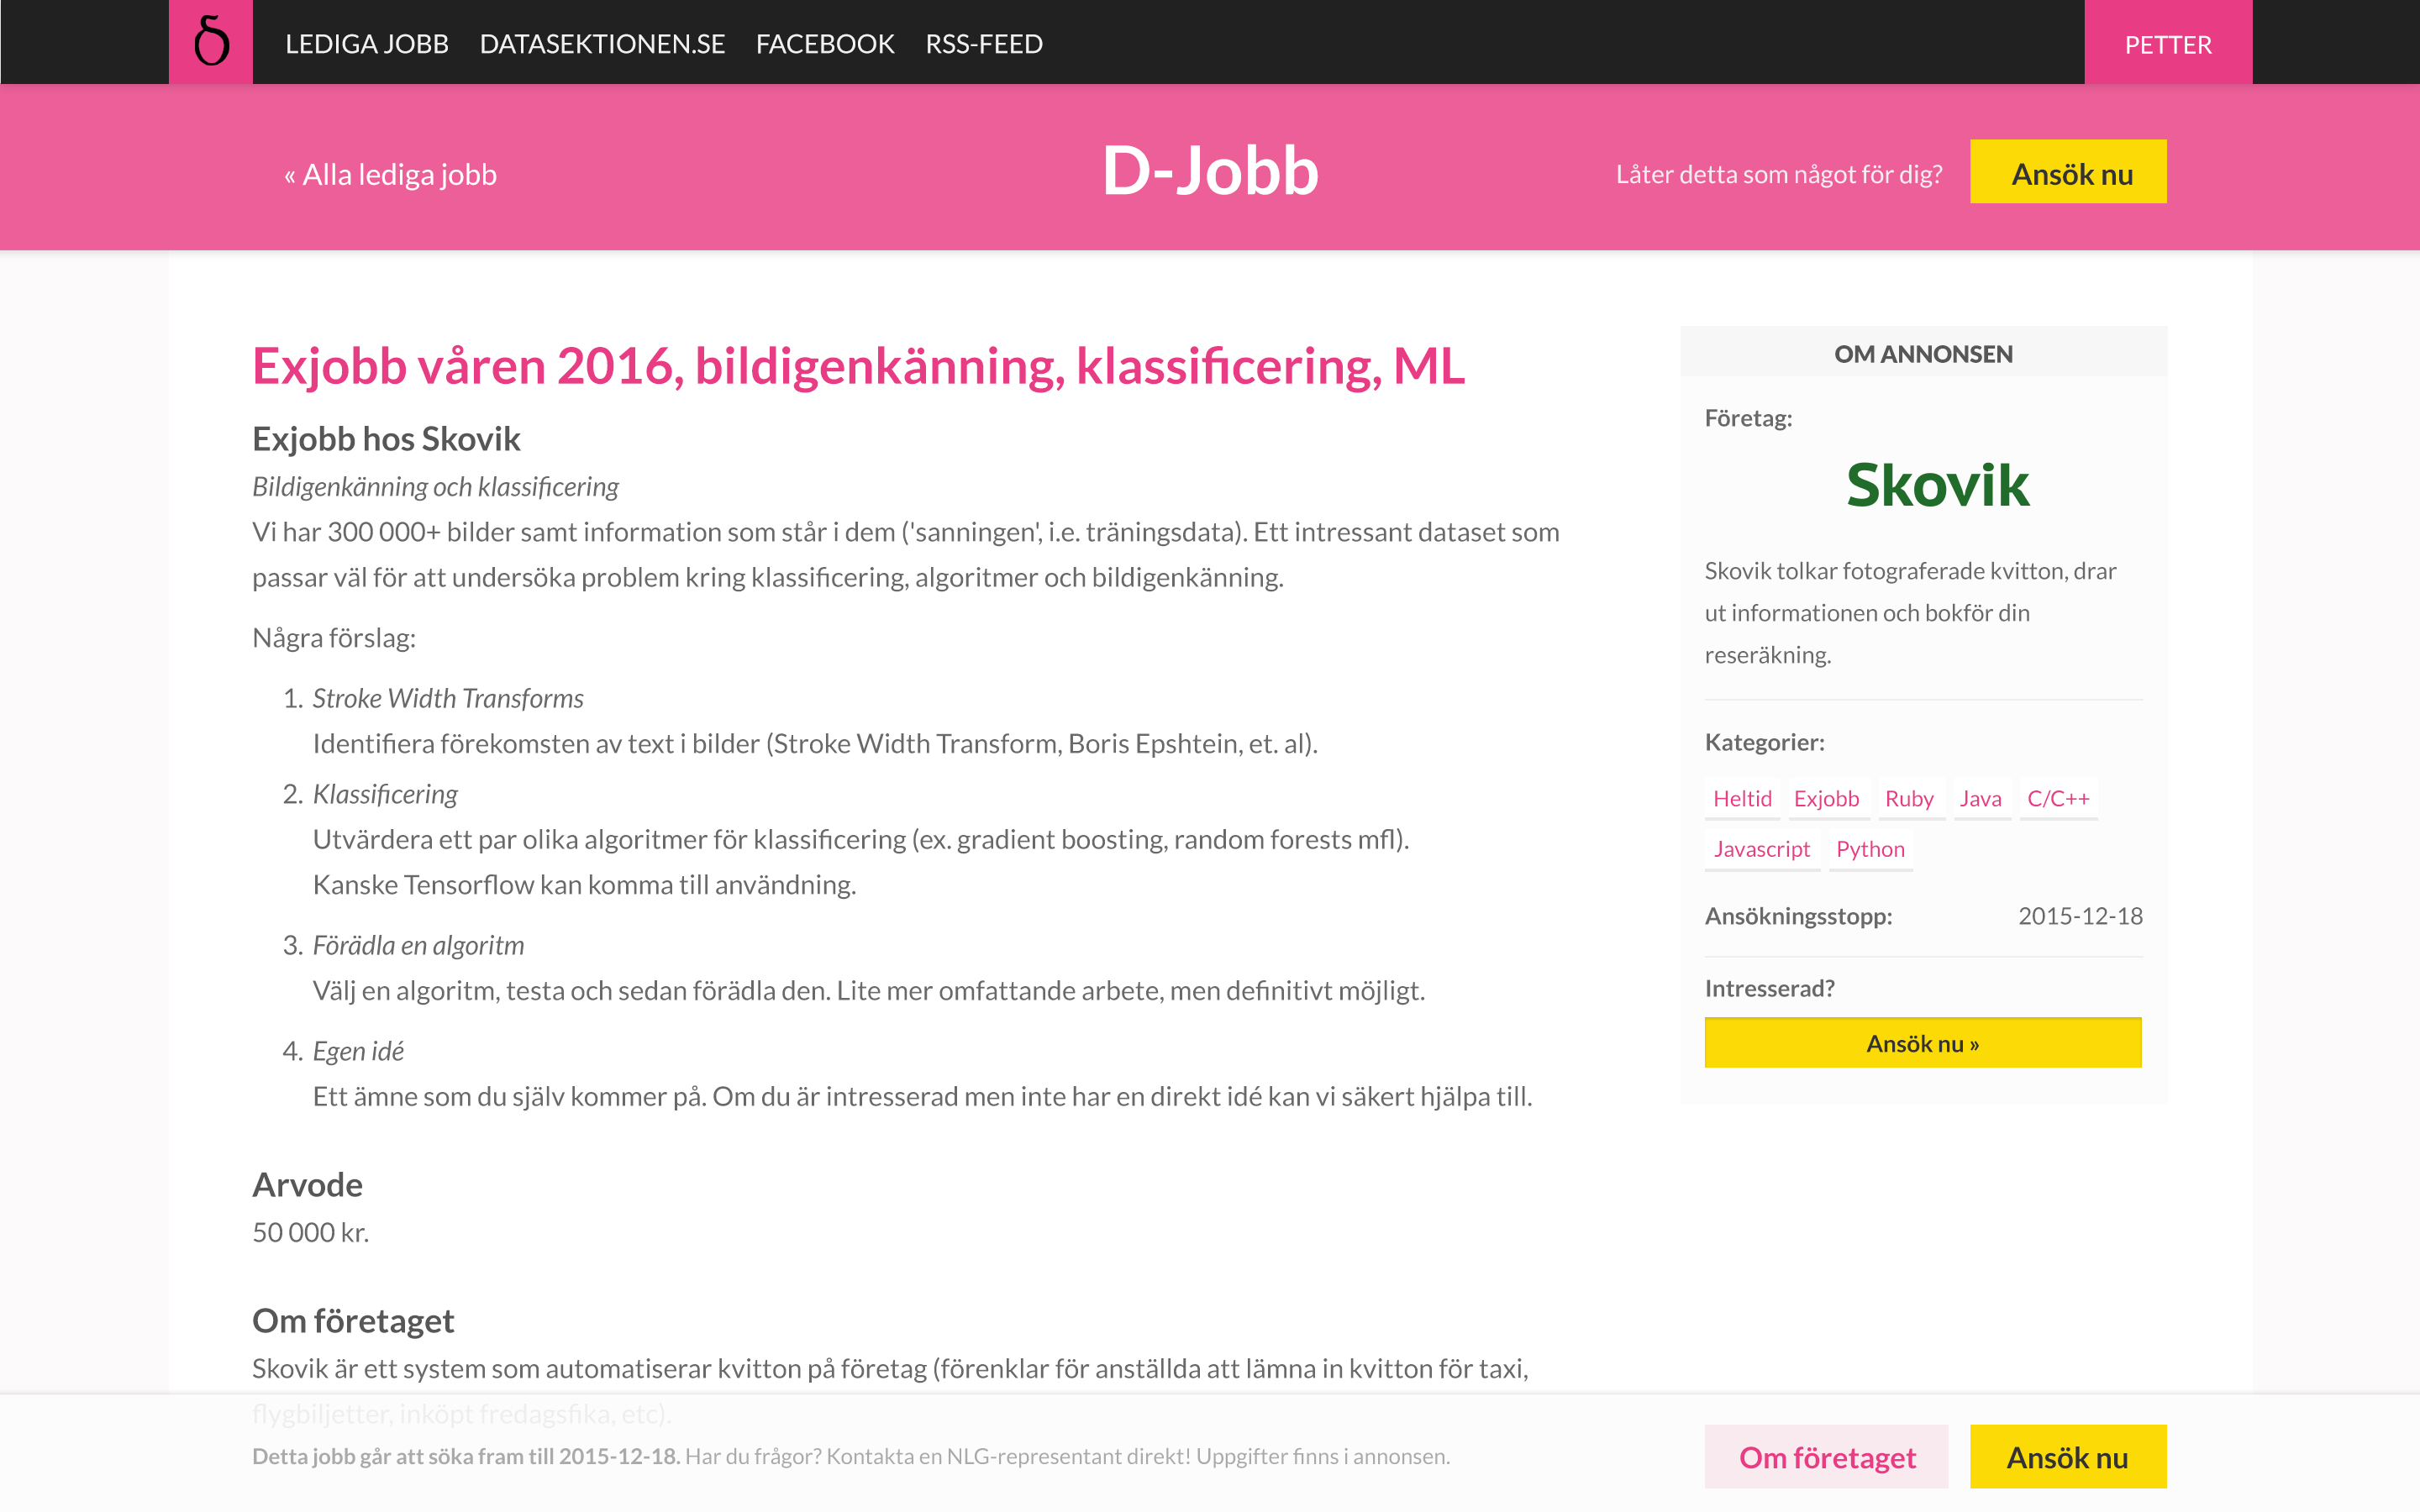 δ
LEDIGA JOBB DATASEKTIONEN.SE FACEBOOK RSS-FEED
PETTER
« Alla lediga jobb
D-Jobb
Låter detta som något för dig?
Ansök nu
Exjobb våren 2016, bildigenkänning, klassificering, ML
Exjobb hos Skovik
Bildigenkänning och klassificering
Vi har 300 000+ bilder samt information som står i dem ('sanningen', i.e. träningsdata). Ett intressant dataset som
passar väl för att undersöka problem kring klassificering, algoritmer och bildigenkänning.
Några förslag:
1. Stroke Width Transforms
Identifiera förekomsten av text i bilder (Stroke Width Transform, Boris Epshtein, et. al).
2. Klassificering
Utvärdera ett par olika algoritmer för klassificering (ex. gradient boosting, random forests mfl).
Kanske Tensorflow kan komma till användning.
3. Förädla en algoritm
Välj en algoritm, testa och sedan förädla den. Lite mer omfattande arbete, men definitivt möjligt.
4. Egen idé
Ett ämne som du själv kommer på. Om du är intresserad men inte har en direkt idé kan vi säkert hjälpa till.
Arvode
50 000 kr.
Om företaget
Skovik är ett system som automatiserar kvitton på företag (förenklar för anställda att lämna in kvitton för taxi,
flygbiljetter, inköpt fredagsfika, etc).
OM ANNONSEN
Företag:
Skovik
Skovik tolkar fotograferade kvitton, drar
ut informationen och bokför din
reseräkning.
Kategorier:
Heltid Exjobb Ruby Java C/C++
Javascript Python
Ansökningsstopp: 2015-12-18
Intresserad?
Ansök nu »
Detta jobb går att söka fram till 2015-12-18. Har du frågor? Kontakta en NLG-representant direkt! Uppgifter finns i annonsen.
Om företaget
Ansök nu